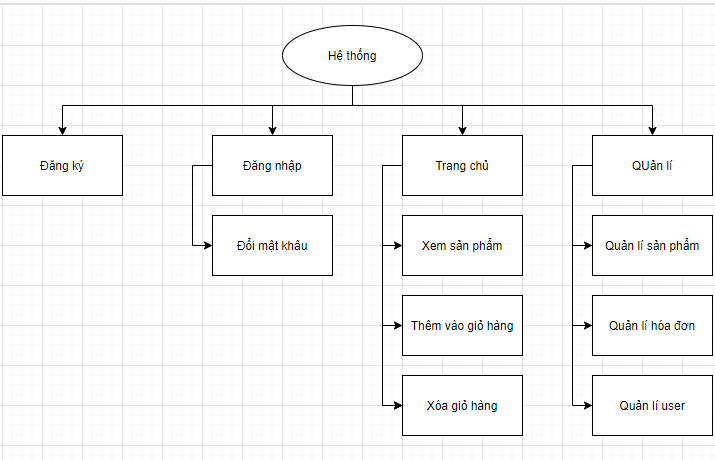 Hệ thống
Đăng ký
Đăng nhập
Trang chủ
QUản lí
Đổi mật khâu
Xem sản phẩm
Quản lí sản phẩm
Thêm vào giỏ hàng
Quản lí hóa đơn
Xóa giỏ hàng
Quản lí user